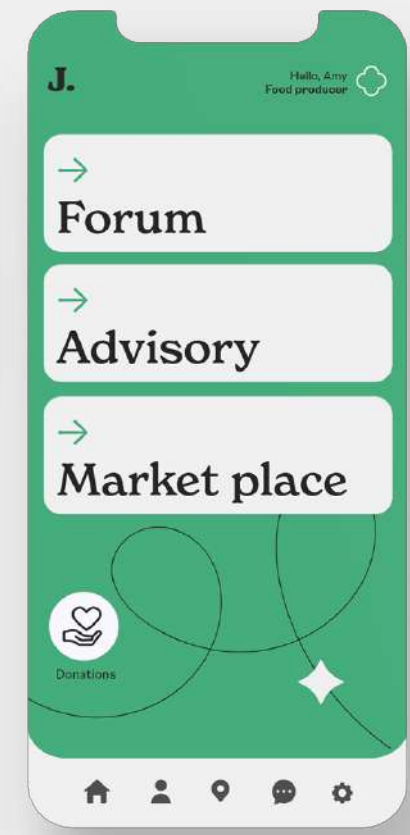 J.
Hello, Amy
Food producer
Forum
Advisory
Market place
Donations